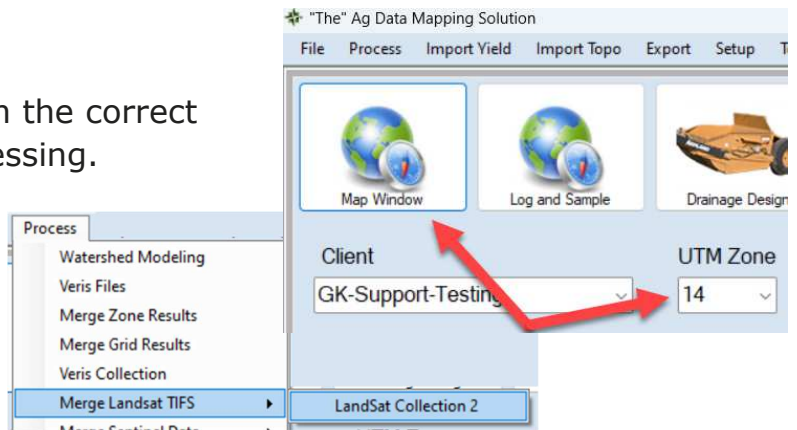 "The" Ag Data Mapping Solution
File Process Import Yield Import Topo Export Setup
the correct
essing.
Map Window
Log and Sample
Drainage Design
Client
UTM Zone
GK-Support-Testing
14
Process
Watershed Modeling
Veris Files
Merge Zone Results
Merge Grid Results
Veris Collection
Merge Landsat TIFS
LandSat Collection 2